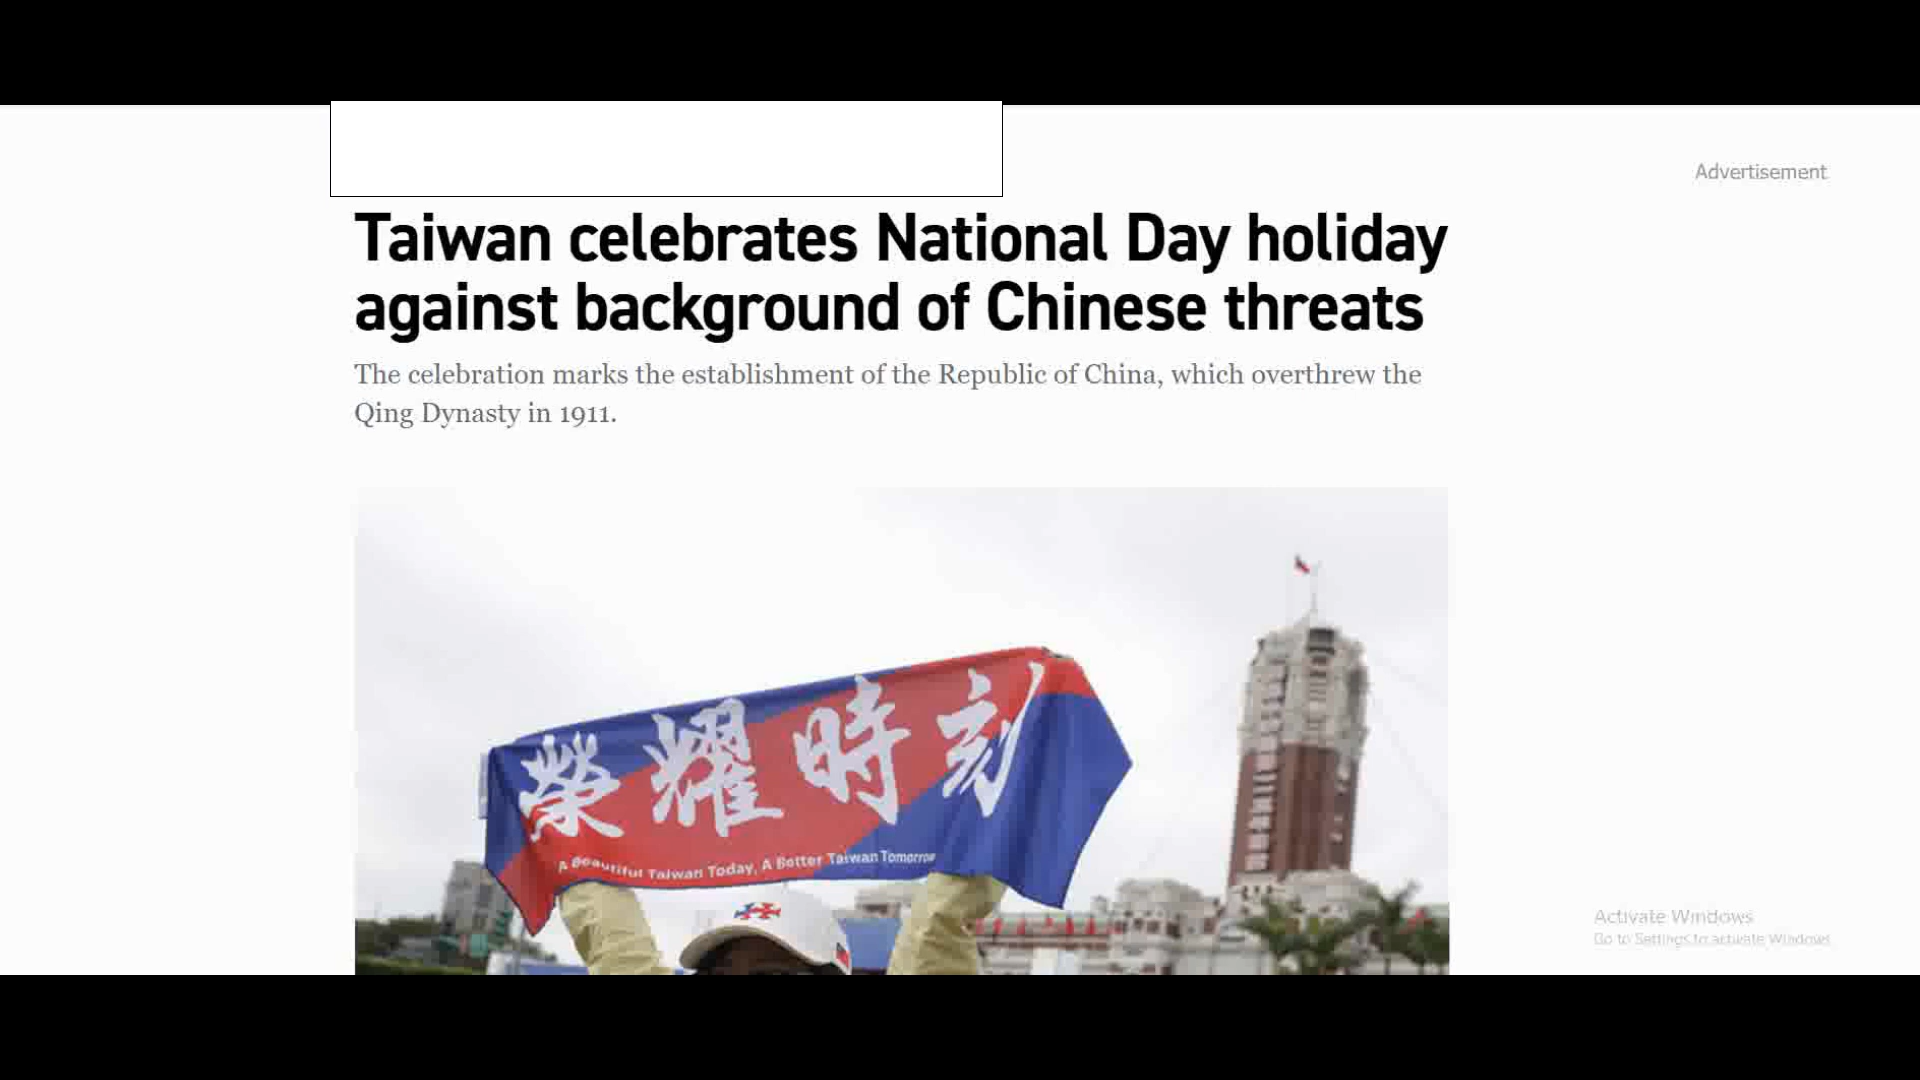 Advertisement
Taiwan celebrates National Day holiday
against background of Chinese threats
The celebration marks the establishment of the Republic of China, which overthrew the
Qing Dynasty in 1911.
榮耀時刻
A Beautiful Taiwan Today, A Better Taiwan Tomorrow
Activate Windows
Go to Settings to activate Windows.